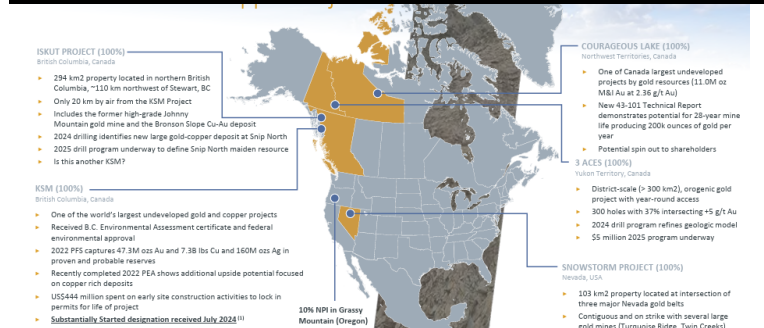 ISKUT PROJECT (100%)
British Columbia, Canada
▸ 294 km2 property located in northern British
Columbia, ~110 km northwest of Stewart, BC
▸ Only 20 km by air from the KSM Project
▸ Includes the former high-grade Johnny
Mountain gold mine and the Bronson Slope Cu-Au deposit
▸ 2024 drilling identifies new large gold-copper deposit at Snip North
▸ 2025 drill program underway to define Snip North maiden resource
▸ Is this another KSM?
KSM (100%)
British Columbia, Canada
▸ One of the world's largest undeveloped gold and copper projects
▸ Received B.C. Environmental Assessment certificate and federal
environmental approval
▸ 2022 PFS captures 47.3M ozs Au and 7.3B lbs Cu and 160M ozs Ag in
proven and probable reserves
▸ Recently completed 2022 PEA shows additional upside potential focused
on copper rich deposits
▸ US$444 million spent on early site construction activities to lock in
permits for life of project
▸ Substantially Started designation received July 2024 (1)
10% NPI in Grassy
Mountain (Oregon)
COURAGEOUS LAKE (100%)
Northwest Territories, Canada
▸ One of Canada largest undeveloped
projects by gold resources (11.0M oz
M&I Au at 2.36 g/t Au)
▸ New 43-101 Technical Report
demonstrates potential for 28-year mine
life producing 200k ounces of gold per
year
▸ Potential spin out to shareholders
3 ACES (100%)
Yukon Territory, Canada
▸ District-scale (> 300 km2), orogenic gold
project with year-round access
▸ 300 holes with 37% intersecting +5 g/t Au
▸ 2024 drill program refines geologic model
▸ $5 million 2025 program underway
SNOWSTORM PROJECT (100%)
Nevada, USA
▸ 103 km2 property located at intersection of
three major Nevada gold belts
▸ Contiguous and on strike with several large
gold mines (Turquoise Ridge, Twin Creeks)